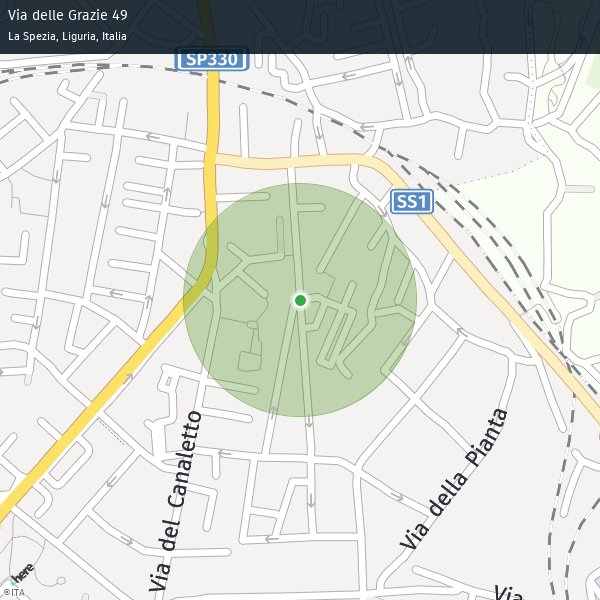 Via delle Grazie 49
La Spezia, Liguria, Italia
SP330
SS1
Via del Canaletto
Via della Pianta
Via
here
©ITA